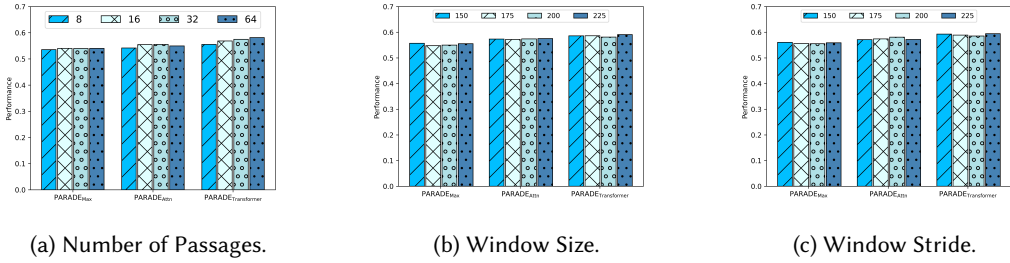 8 16 32 64
Performance
0.7
0.6
0.5
0.4
0.3
0.2
0.1
0.0
PARADEMax PARADEAttn PARADETransformer
(a) Number of Passages.
150 175 200 225
Performance
0.7
0.6
0.5
0.4
0.3
0.2
0.1
0.0
PARADEMax PARADEAttn PARADETransformer
(b) Window Size.
150 175 200 225
Performance
0.7
0.6
0.5
0.4
0.3
0.2
0.1
0.0
PARADEMax PARADEAttn PARADETransformer
(c) Window Stride.